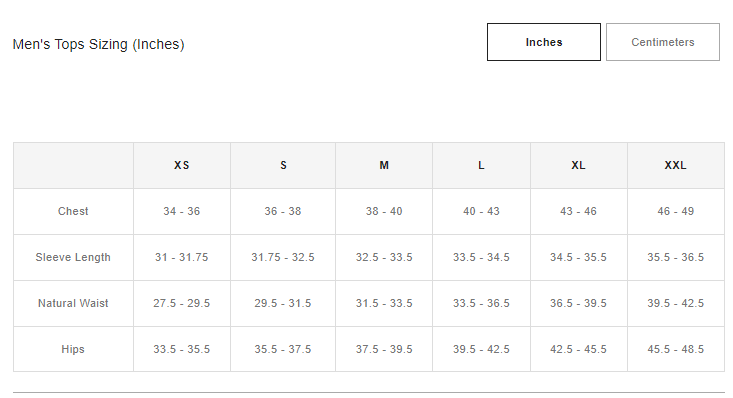 Men's Tops Sizing (Inches) Inches Centimeters
XS S M L XL XXL
Chest 34 - 36 36 - 38 38 - 40 40 - 43 43 - 46 46 - 49
Sleeve Length 31 - 31.75 31.75 - 32.5 32.5 - 33.5 33.5 - 34.5 34.5 - 35.5 35.5 - 36.5
Natural Waist 27.5 - 29.5 29.5 - 31.5 31.5 - 33.5 33.5 - 36.5 36.5 - 39.5 39.5 - 42.5
Hips 33.5 - 35.5 35.5 - 37.5 37.5 - 39.5 39.5 - 42.5 42.5 - 45.5 45.5 - 48.5